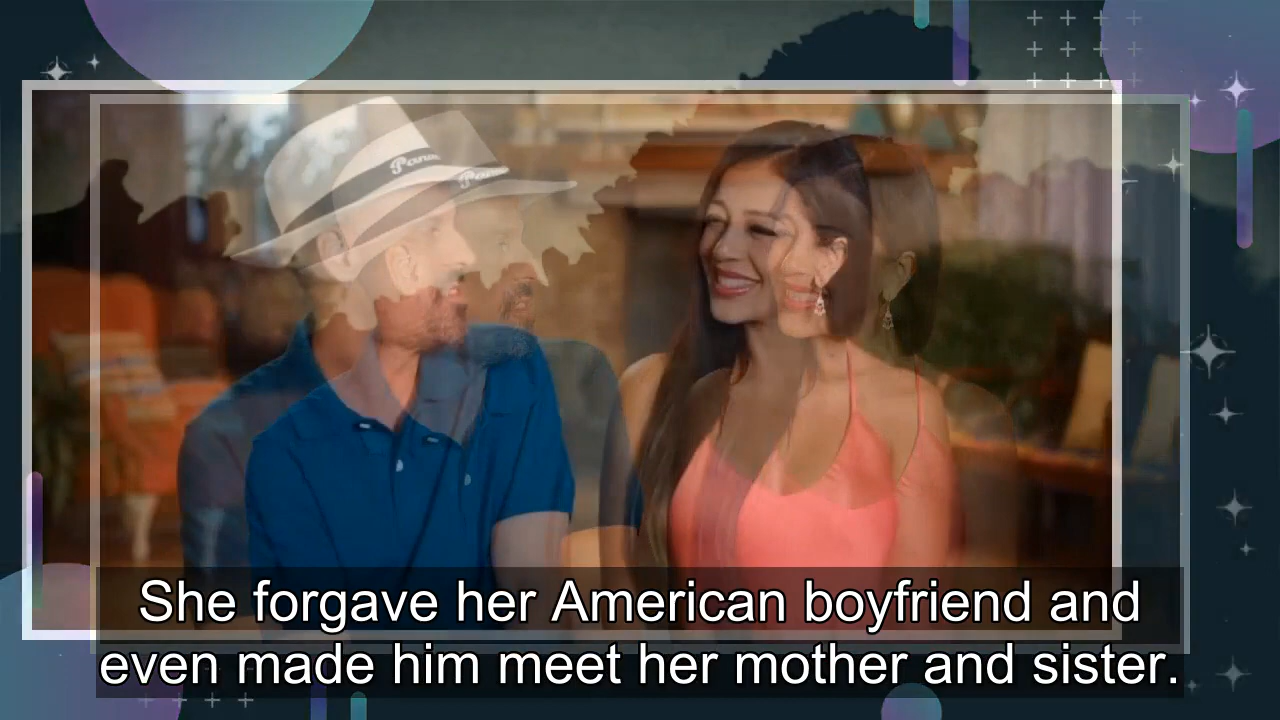 She forgave her American boyfriend and
even made him meet her mother and sister.